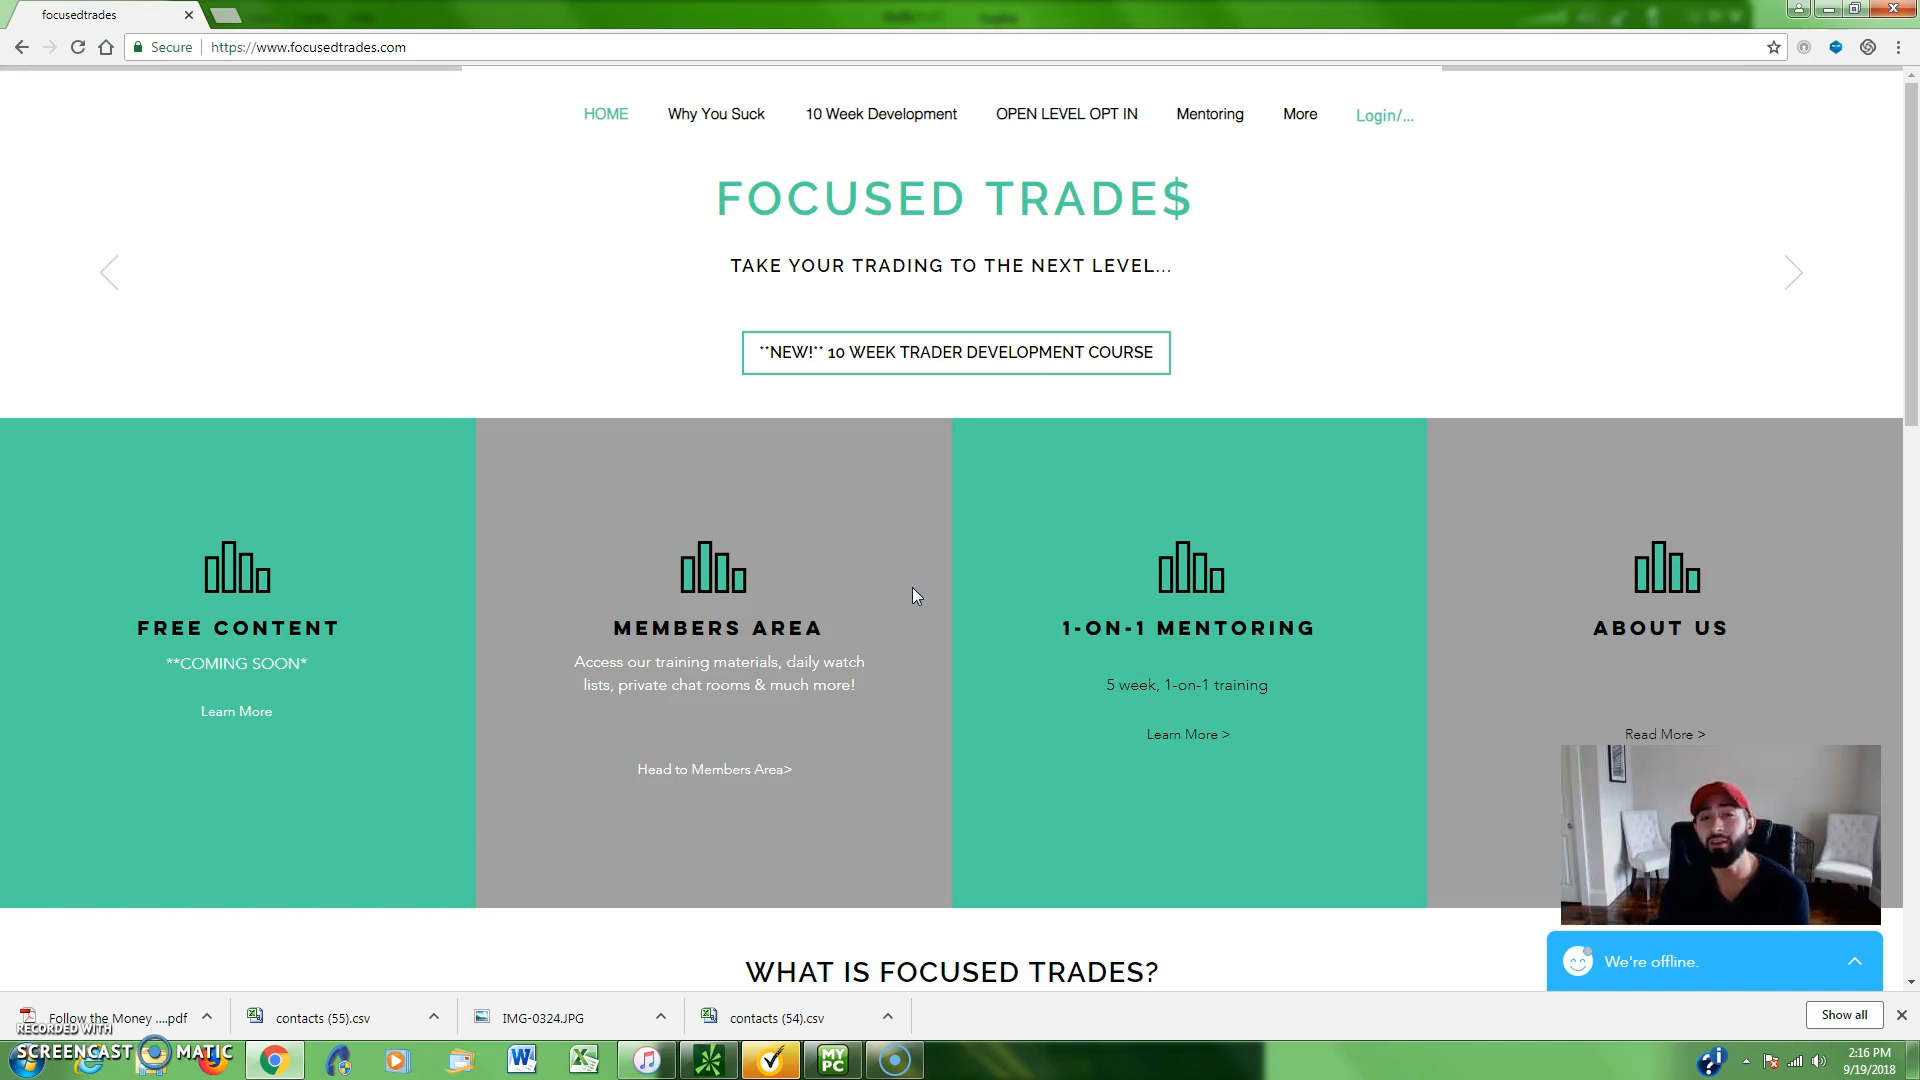 focusedtrades
Secure
https://www.focusedtrades.com
HOME
Why You Suck
10 Week Development
OPEN LEVEL OPT IN
Mentoring
More
Login/...
FOCUSED TRADE$
TAKE YOUR TRADING TO THE NEXT LEVEL...
**NEW!** 10 WEEK TRADER DEVELOPMENT COURSE
FREE CONTENT
**COMING SOON*
Learn More
MEMBERS AREA
Access our training materials, daily watch
lists, private chat rooms & much more!
Head to Members Area>
1-ON-1 MENTORING
5 week, 1-on-1 training
Learn More >
ABOUT US
Read More >
WHAT IS FOCUSED TRADES?
We're offline.
Follow the Money ....pdf
contacts (55).csv
IMG-0324.JPG
contacts (54).csv
Show all
RECORDED WITH
SCREENCAST MATIC
MY
PC
2:16 PM
9/19/2018